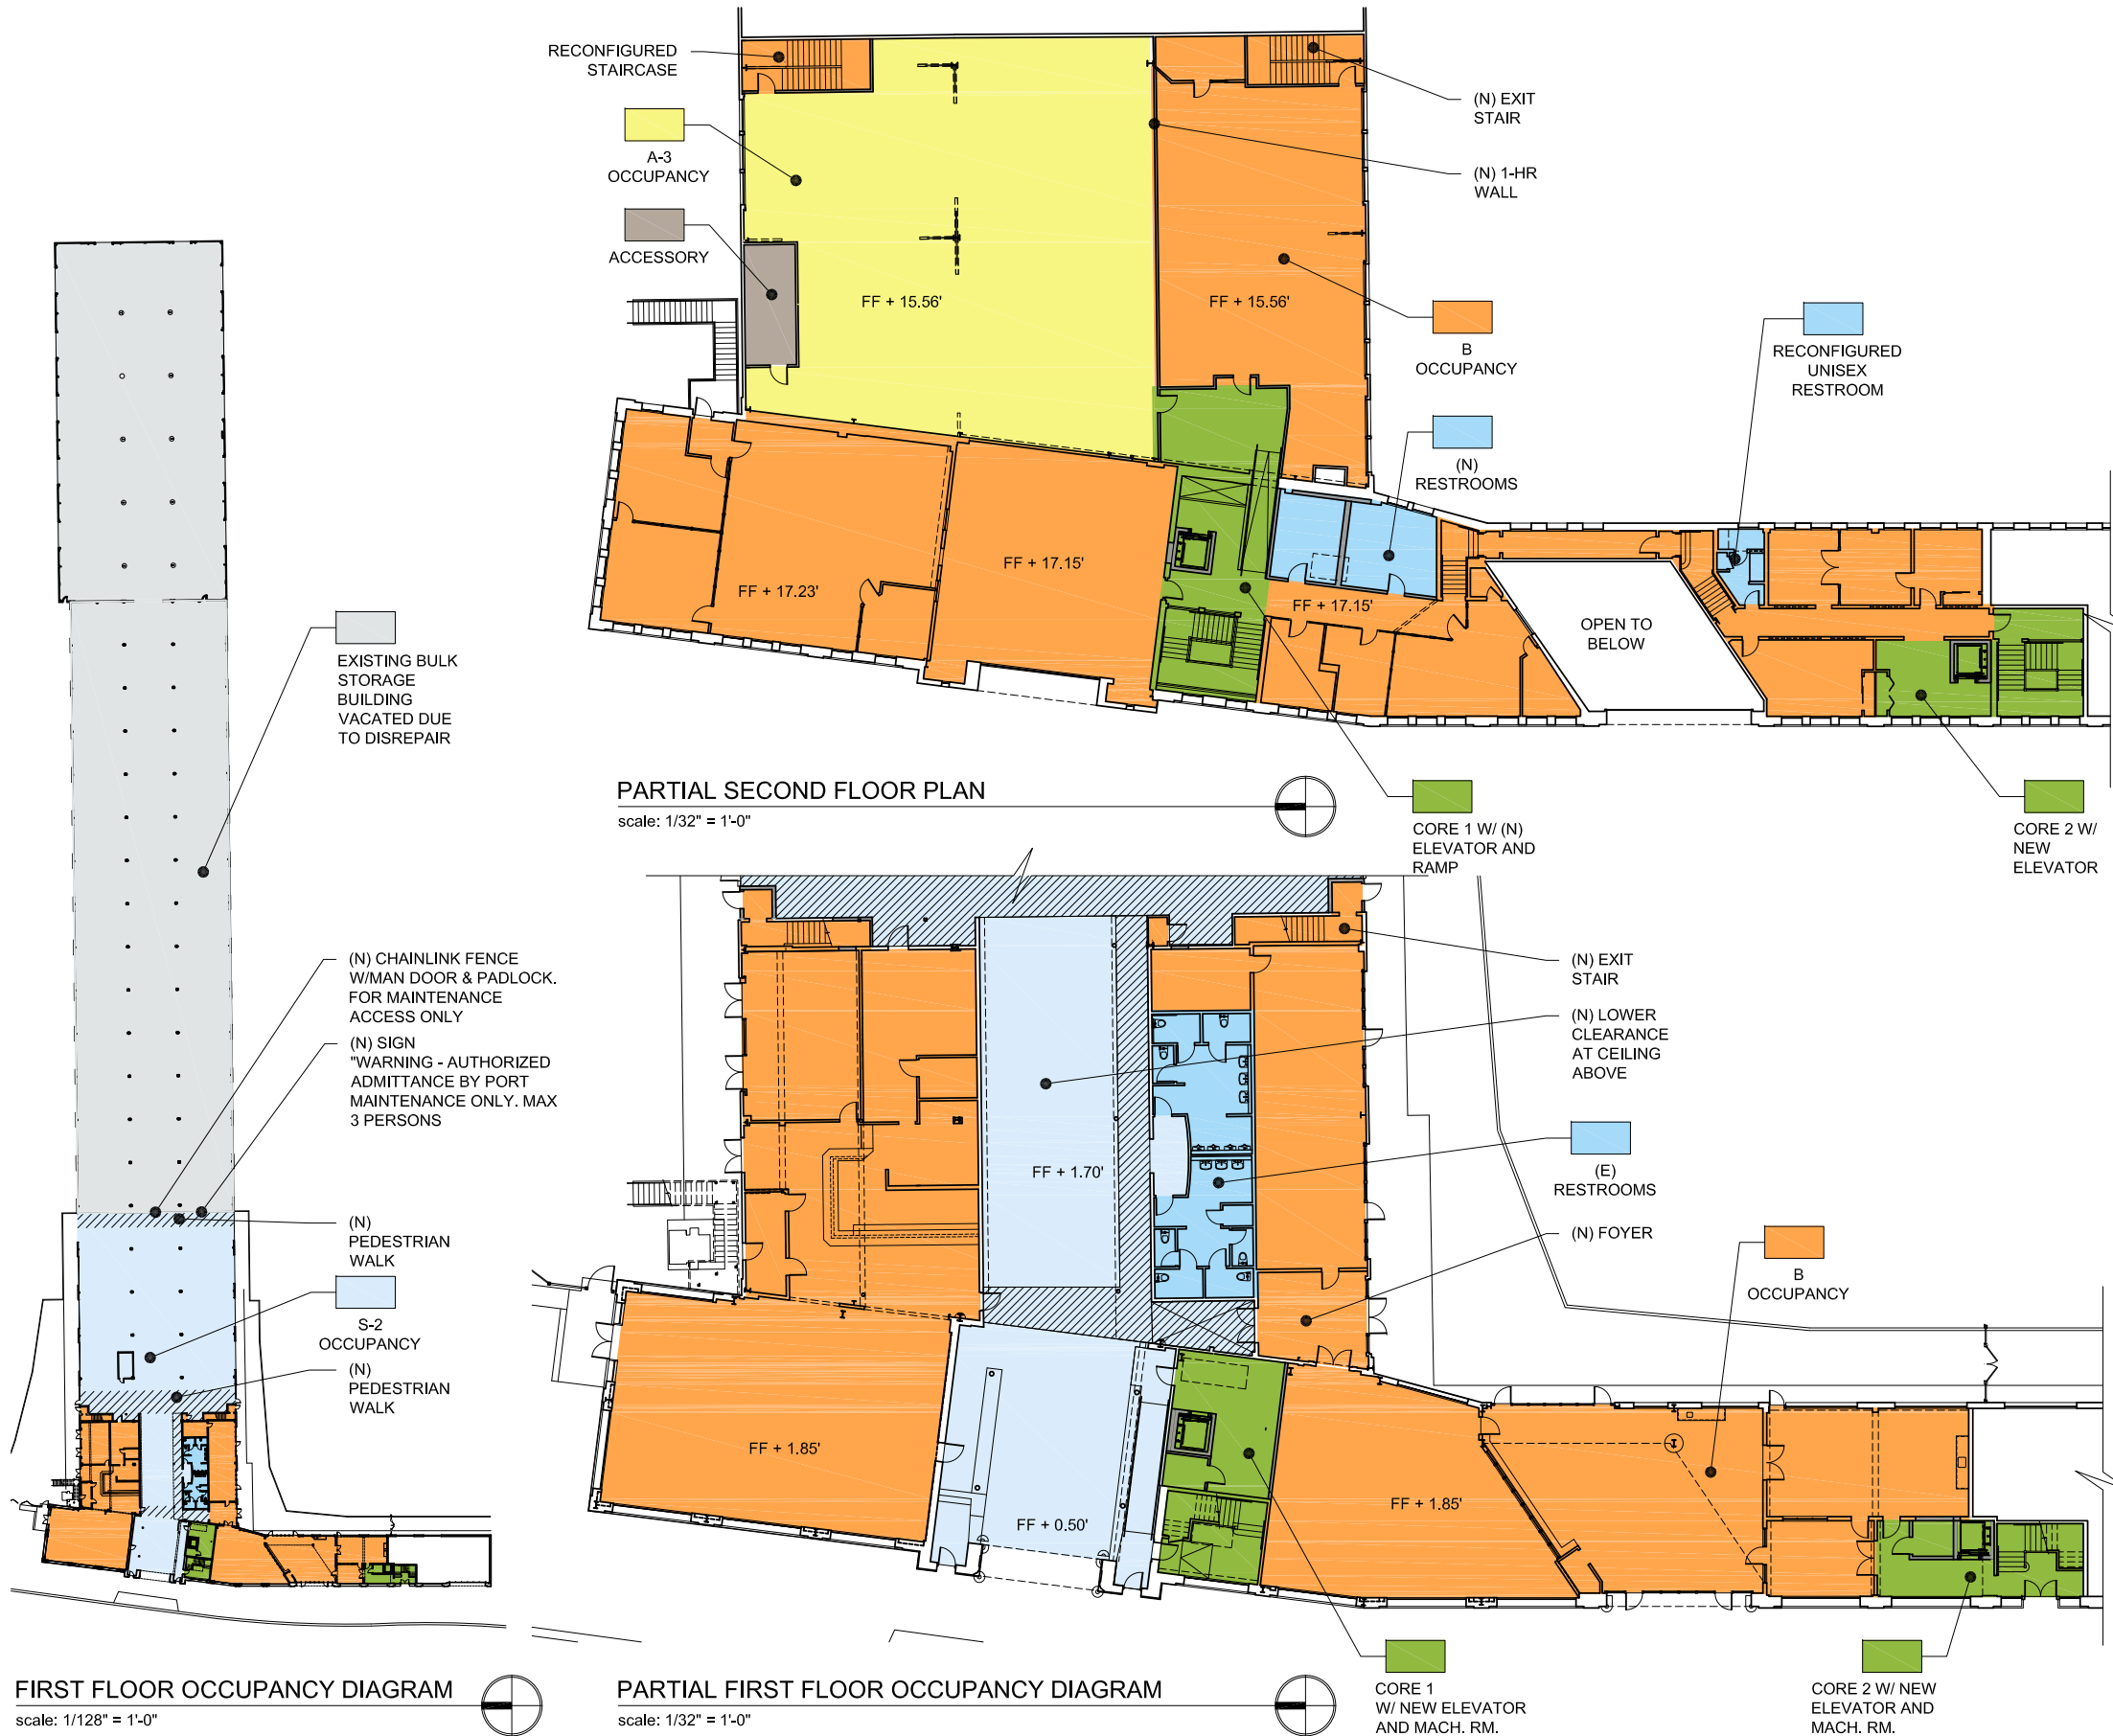 RECONFIGURED
STAIRCASE
A-3
OCCUPANCY
ACCESSORY
(N) EXIT
STAIR
(N) 1-HR
WALL
B
OCCUPANCY
(N)
RESTROOMS
RECONFIGURED
UNISEX
RESTROOM
FF + 15.56'
FF + 15.56'
FF + 17.23'
FF + 17.15'
FF + 17.15'
OPEN TO
BELOW
CORE 1 W/ (N)
ELEVATOR AND
RAMP
CORE 2 W/
NEW
ELEVATOR
PARTIAL SECOND FLOOR PLAN
scale: 1/32" = 1'-0"
EXISTING BULK
STORAGE
BUILDING
VACATED DUE
TO DISREPAIR
(N) CHAINLINK FENCE
W/MAN DOOR & PADLOCK.
FOR MAINTENANCE
ACCESS ONLY
(N) SIGN
"WARNING - AUTHORIZED
ADMITTANCE BY PORT
MAINTENANCE ONLY. MAX
3 PERSONS
(N)
PEDESTRIAN
WALK
S-2
OCCUPANCY
(N)
PEDESTRIAN
WALK
FIRST FLOOR OCCUPANCY DIAGRAM
scale: 1/128" = 1'-0"
(N) EXIT
STAIR
(N) LOWER
CLEARANCE
AT CEILING
ABOVE
(E)
RESTROOMS
(N) FOYER
B
OCCUPANCY
FF + 1.70'
FF + 1.85'
FF + 0.50'
FF + 1.85'
CORE 1
W/ NEW ELEVATOR
AND MACH. RM.
CORE 2 W/ NEW
ELEVATOR AND
MACH. RM.
PARTIAL FIRST FLOOR OCCUPANCY DIAGRAM
scale: 1/32" = 1'-0"